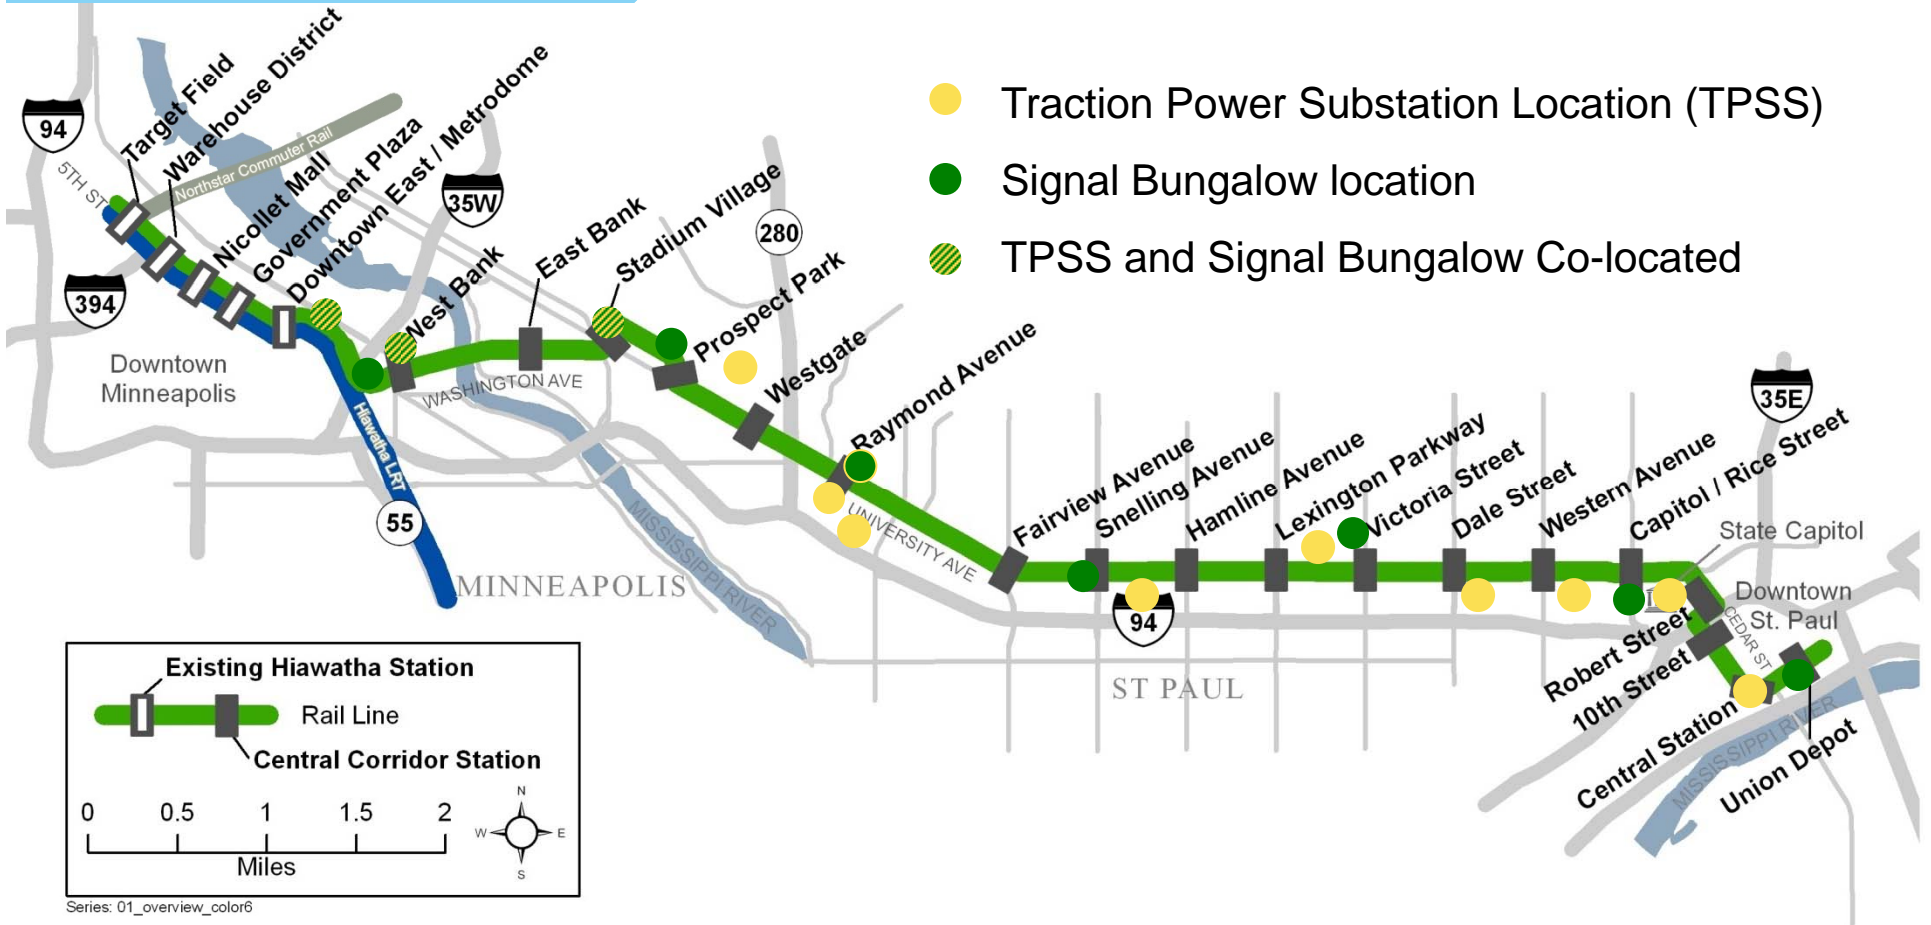 Traction Power Substation Location (TPSS)
Signal Bungalow location
TPSS and Signal Bungalow Co-located
94
394
35W
280
55
94
35E
5TH ST
Northstar Commuter Rail
Target Field
Warehouse District
Nicollet Mall
Government Plaza
Downtown East / Metrodome
West Bank
East Bank
Stadium Village
Prospect Park
Westgate
Raymond Avenue
Fairview Avenue
Snelling Avenue
Hamline Avenue
Lexington Parkway
Victoria Street
Dale Street
Western Avenue
Capitol / Rice Street
Robert Street
10th Street
Central Station
Union Depot
Downtown
Minneapolis
WASHINGTON AVE
Hiawatha LRT
UNIVERSITY AVE
MISSISSIPPI RIVER
MINNEAPOLIS
ST PAUL
State Capitol
Downtown
St. Paul
CEDAR ST
MISSISSIPPI RIVER
Existing Hiawatha Station
Rail Line
Central Corridor Station
0 0.5 1 1.5 2
Miles
N
W E
S
Series: 01_overview_color6